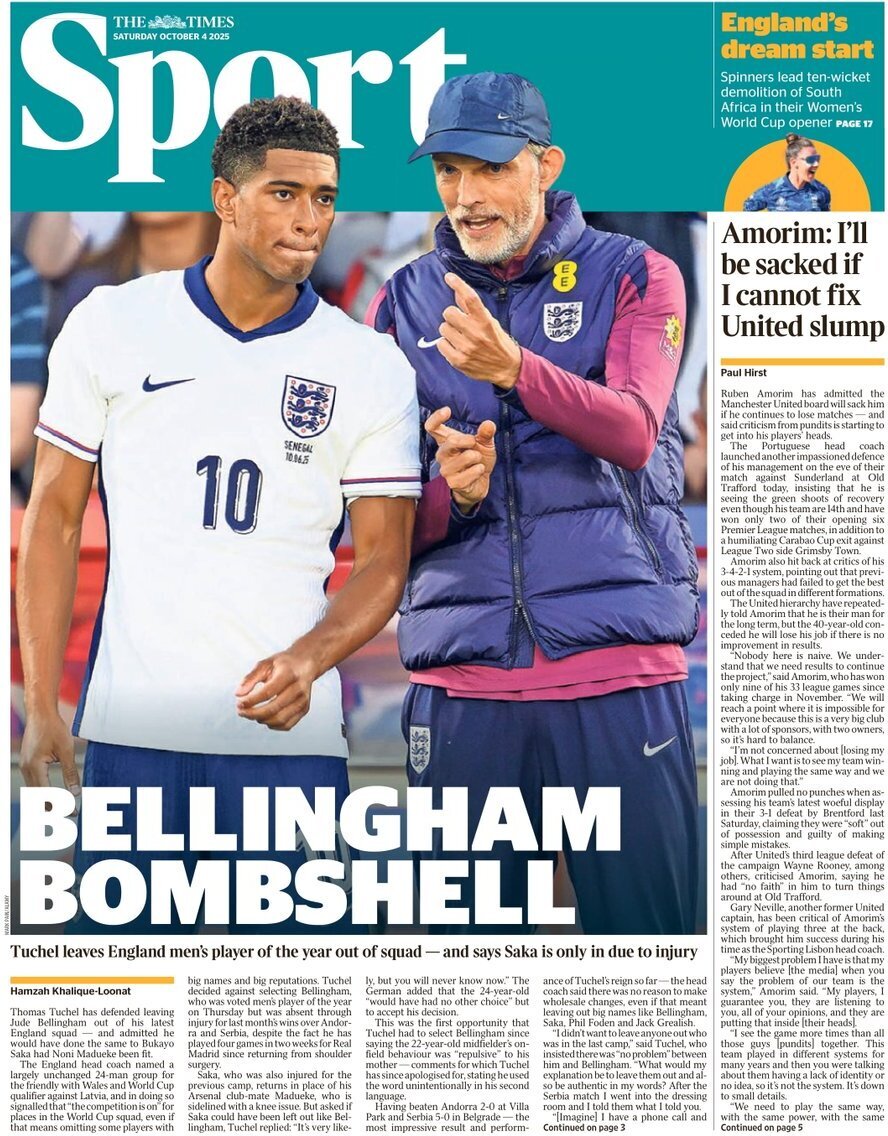 THE TIMES
SATURDAY OCTOBER 4 2025
Sport
England's
dream start
Spinners lead ten-wicket
demolition of South
Africa in their Women's
World Cup opener PAGE 17
EE
SENEGAL
10.06.25
10
BELLINGHAM
BOMBSHELL
Tuchel leaves England men's player of the year out of squad — and says Saka is only in due to injury
Hamzah Khalique-Loonat
Thomas Tuchel has defended leaving
Jude Bellingham out of his latest
England squad — and admitted he
would have done the same to Bukayo
Saka had Noni Madueke been fit.
The England head coach named a
largely unchanged 24-man group for
the friendly with Wales and World Cup
qualifier against Latvia, and in doing so
signalled that "the competition is on" for
places in the World Cup squad, even if
that means omitting some players with
big names and big reputations. Tuchel
decided against selecting Bellingham,
who was voted men's player of the year
on Thursday but was absent through
injury for last month's wins over Andor-
ra and Serbia, despite the fact he has
played four games in two weeks for Real
Madrid since returning from shoulder
surgery.
Saka, who was also injured for the
previous camp, returns in place of his
Arsenal club-mate Madueke, who is
sidelined with a knee issue. But asked if
Saka could have been left out like Bel-
lingham, Tuchel replied: "It's very like-
ly, but you will never know." The
German added that the 24-year-old
"would have had no other choice" but
to accept his decision.
This was the first opportunity that
Tuchel had to select Bellingham since
saying the 22-year-old midfielder's on-
field behaviour was "repulsive" to his
mother — comments for which Tuchel
has since apologised for, stating he used
the word unintentionally in his second
language.
Having beaten Andorra 2-0 at Villa
Park and Serbia 5-0 in Belgrade — the
most impressive result and perform-
ance of Tuchel's reign so far — the head
coach said there was no reason to make
wholesale changes, even if that meant
leaving out big names like Bellingham,
Saka, Phil Foden and Jack Grealish.
"I didn't want to leave anyone out who
was in the last camp," said Tuchel, who
insisted there was "no problem" between
him and Bellingham. "What would my
explanation be to leave them out and al-
so be authentic in my words? After the
Serbia match I went into the dressing
room and I told them what I told you.
"[Imagine] I have a phone call and
Continued on page 3
Amorim: I'll
be sacked if
I cannot fix
United slump
Paul Hirst
Ruben Amorim has admitted the
Manchester United board will sack him
if he continues to lose matches — and
said criticism from pundits is starting to
get into his players' heads.
The Portuguese head coach
launched another impassioned defence
of his management on the eve of their
match against Sunderland at Old
Trafford today, insisting that he is
seeing the green shoots of recovery
even though his team are 14th and have
won only two of their opening six
Premier League matches, in addition to
a humiliating Carabao Cup exit against
League Two side Grimsby Town.
Amorim also hit back at critics of his
3-4-2-1 system, pointing out that previ-
ous managers had failed to get the best
out of the squad in different formations.
The United hierarchy have repeated-
ly told Amorim that he is their man for
the long term, but the 40-year-old con-
ceded he will lose his job if there is no
improvement in results.
"Nobody here is naive. We under-
stand that we need results to continue
the project," said Amorim, who has won
only nine of his 33 league games since
taking charge in November. "We will
reach a point where it is impossible for
everyone because this is a very big club
with a lot of sponsors, with two owners,
so it's hard to balance.
"I'm not concerned about [losing my
job]. What I want is to see my team win-
ning and playing the same way and we
are not doing that."
Amorim pulled no punches when as-
sessing his team's latest woeful display
in their 3-1 defeat by Brentford last
Saturday, claiming they were "soft" out
of possession and guilty of making
simple mistakes.
After United's third league defeat of
the campaign Wayne Rooney, among
others, criticised Amorim, saying he
had "no faith" in him to turn things
around at Old Trafford.
Gary Neville, another former United
captain, has been critical of Amorim's
system of playing three at the back,
which brought him success during his
time as the Sporting Lisbon head coach.
"My biggest problem I have is that my
players believe [the media] when you
say the problem of our team is the
system," Amorim said. "My players, I
guarantee you, they are listening to
you, all of your opinions, and they are
putting that inside [their heads].
"I see the game more times than all
those guys [pundits] together. This
team played in different systems for
many years and then you were talking
about them having a lack of identity or
no idea, so it's not the system. It's down
to small details.
"We need to play the same way,
with the same power, with the same
Continued on page 5